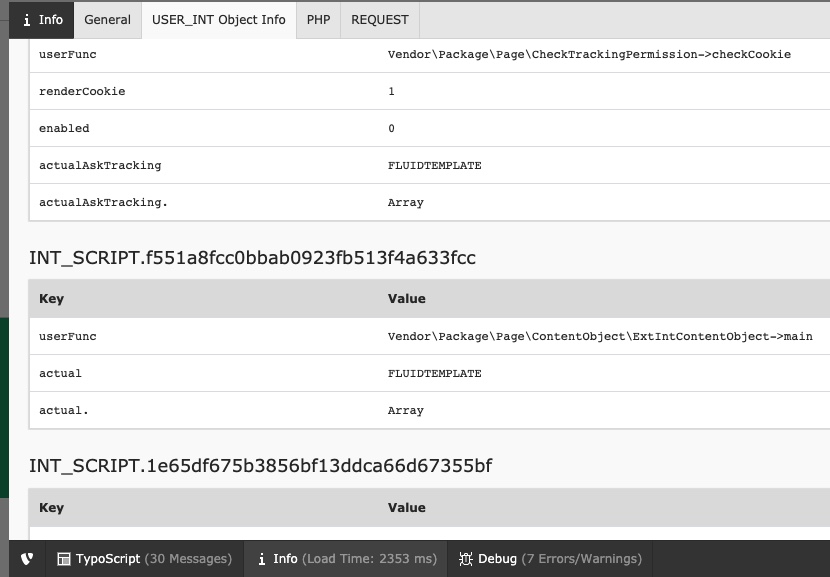 Info General USER_INT Object Info PHP REQUEST
userFunc Vendor\Package\Page\CheckTrackingPermission->checkCookie
renderCookie 1
enabled 0
actualAskTracking FLUIDTEMPLATE
actualAskTracking. Array
INT_SCRIPT.f551a8fcc0bbab0923fb513f4a633fcc
Key Value
userFunc Vendor\Package\Page\ContentObject\ExtIntContentObject->main
actual FLUIDTEMPLATE
actual. Array
INT_SCRIPT.1e65df675b3856bf13ddca66d67355bf
Key Value
TypoScript (30 Messages) Info (Load Time: 2353 ms) Debug (7 Errors/Warnings)